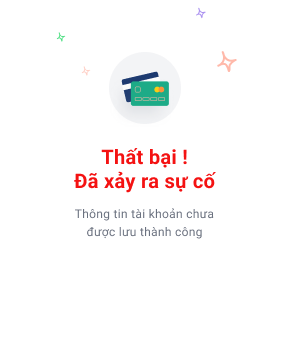 Thất bại !
Đã xảy ra sự cố
Thông tin tài khoản chưa
được lưu thành công